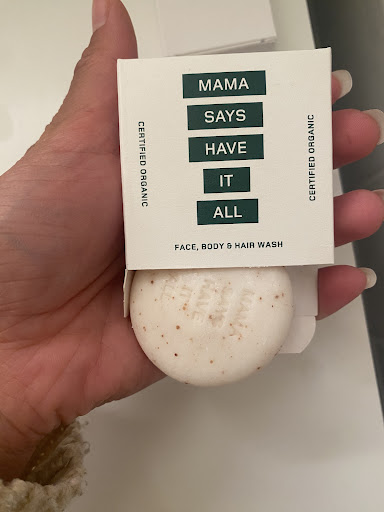 MAMA
SAYS
HAVE
IT
ALL
CERTIFIED ORGANIC
CERTIFIED ORGANIC
FACE, BODY & HAIR WASH